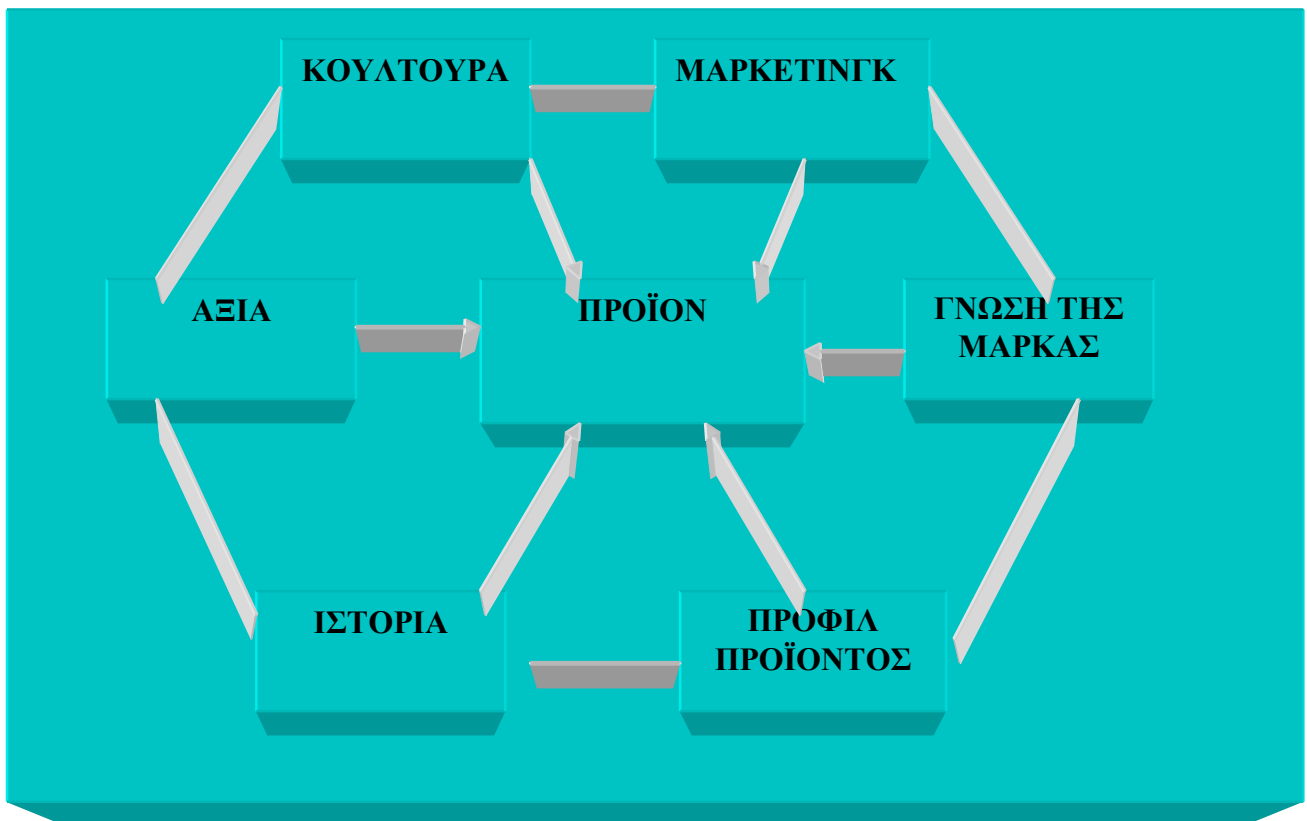 ΚΟΥΛΤΟΥΡΑ
ΜΑΡΚΕΤΙΝΓΚ
ΑΞΙΑ
ΠΡΟΪΟΝ
ΓΝΩΣΗ ΤΗΣ
ΜΑΡΚΑΣ
ΙΣΤΟΡΙΑ
ΠΡΟΦΙΛ
ΠΡΟΪΟΝΤΟΣ